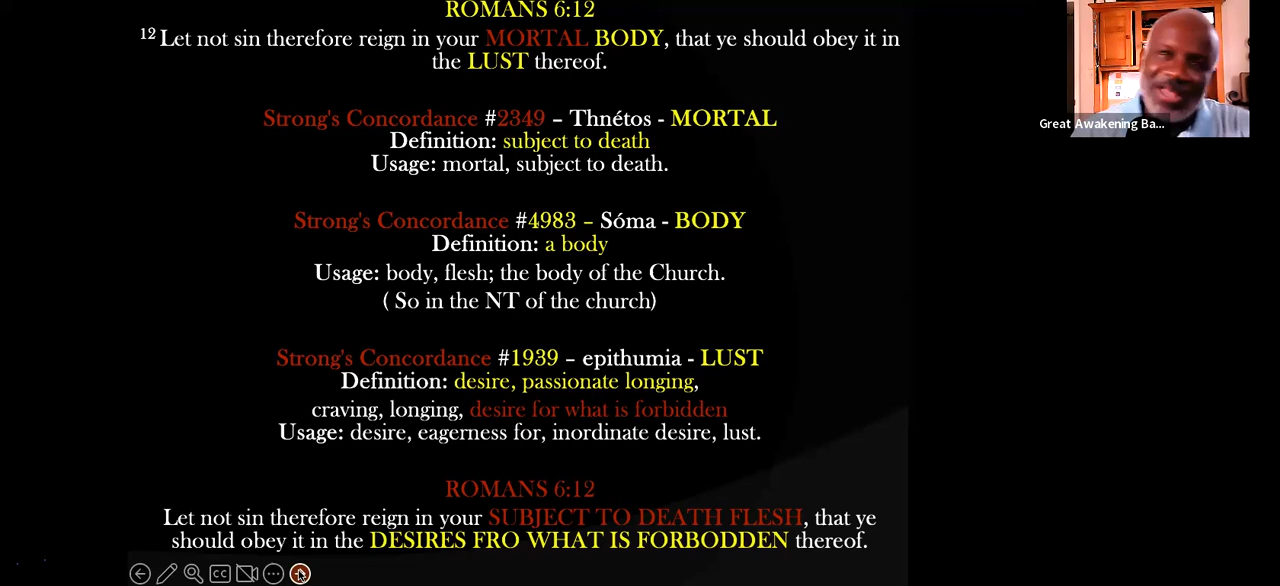 ROMANS 6:12
12 Let not sin therefore reign in your MORTAL BODY, that ye should obey it in
the LUST thereof.
Strong's Concordance #2349 – Thnétos - MORTAL
Definition: subject to death
Usage: mortal, subject to death.
Strong's Concordance #4983 – Sóma - BODY
Definition: a body
Usage: body, flesh; the body of the Church.
( So in the NT of the church)
Strong's Concordance #1939 – epithumia - LUST
Definition: desire, passionate longing,
craving, longing, desire for what is forbidden
Usage: desire, eagerness for, inordinate desire, lust.
ROMANS 6:12
Let not sin therefore reign in your SUBJECT TO DEATH FLESH, that ye
should obey it in the DESIRES FRO WHAT IS FORBODDEN thereof.
Great Awakening Ba...
CC